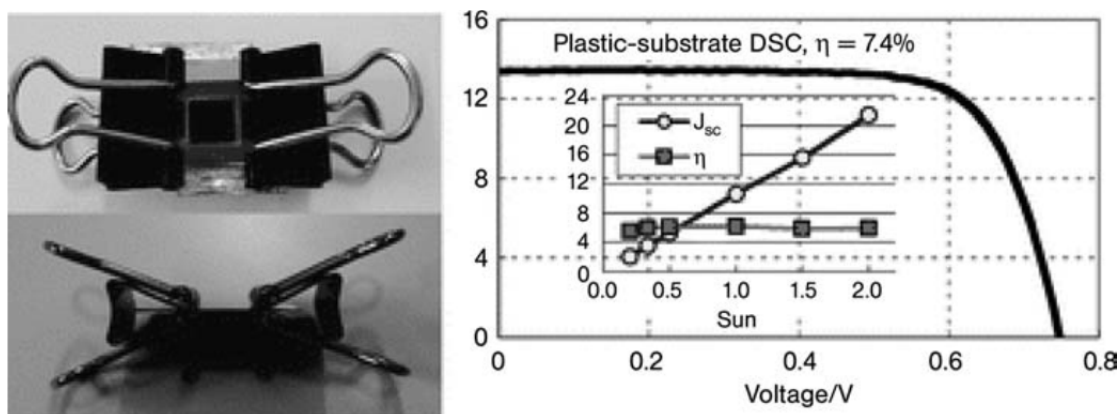 16
Plastic-substrate DSC, η = 7.4%
12
24
20
J_sc
16
η
12
8
8
4
4
0
0.0 0.5 1.0 1.5 2.0
Sun
0
0 0.2 0.4 0.6 0.8
Voltage/V